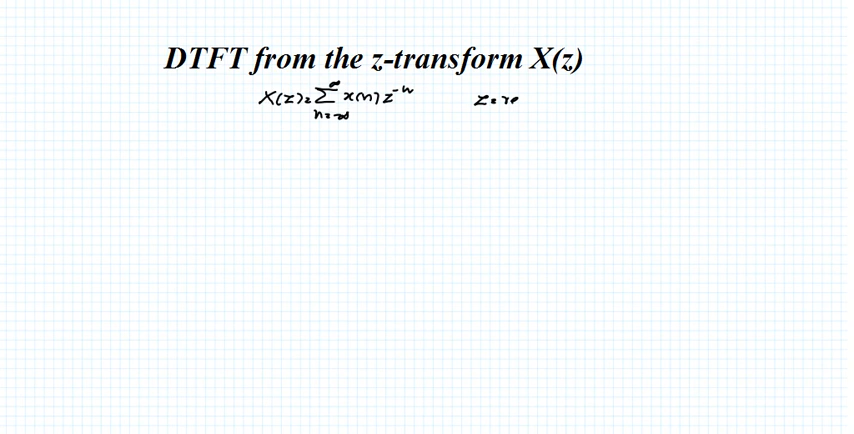 DTFT from the z-transform X(z)
X(z) = ∑_{n=-∞}^{∞} x(n) z^{-n} z = re